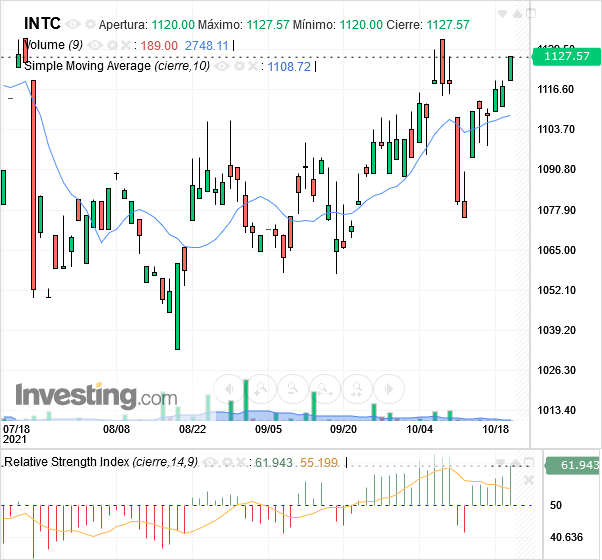 INTC Apertura: 1120.00 Máximo: 1127.57 Mínimo: 1120.00 Cierre: 1127.57
Volume (9) : 189.00 2748.11
Simple Moving Average (cierre,10) : 1108.72
1127.57
1116.60
1103.70
1090.80
1077.90
1065.00
1052.10
1039.20
1026.30
1013.40
Investing.com
07/18 08/08 08/22 09/05 09/20 10/04 10/18
2021
Relative Strength Index (cierre,14,9) : 61.943 55.199
61.943
50
40.636